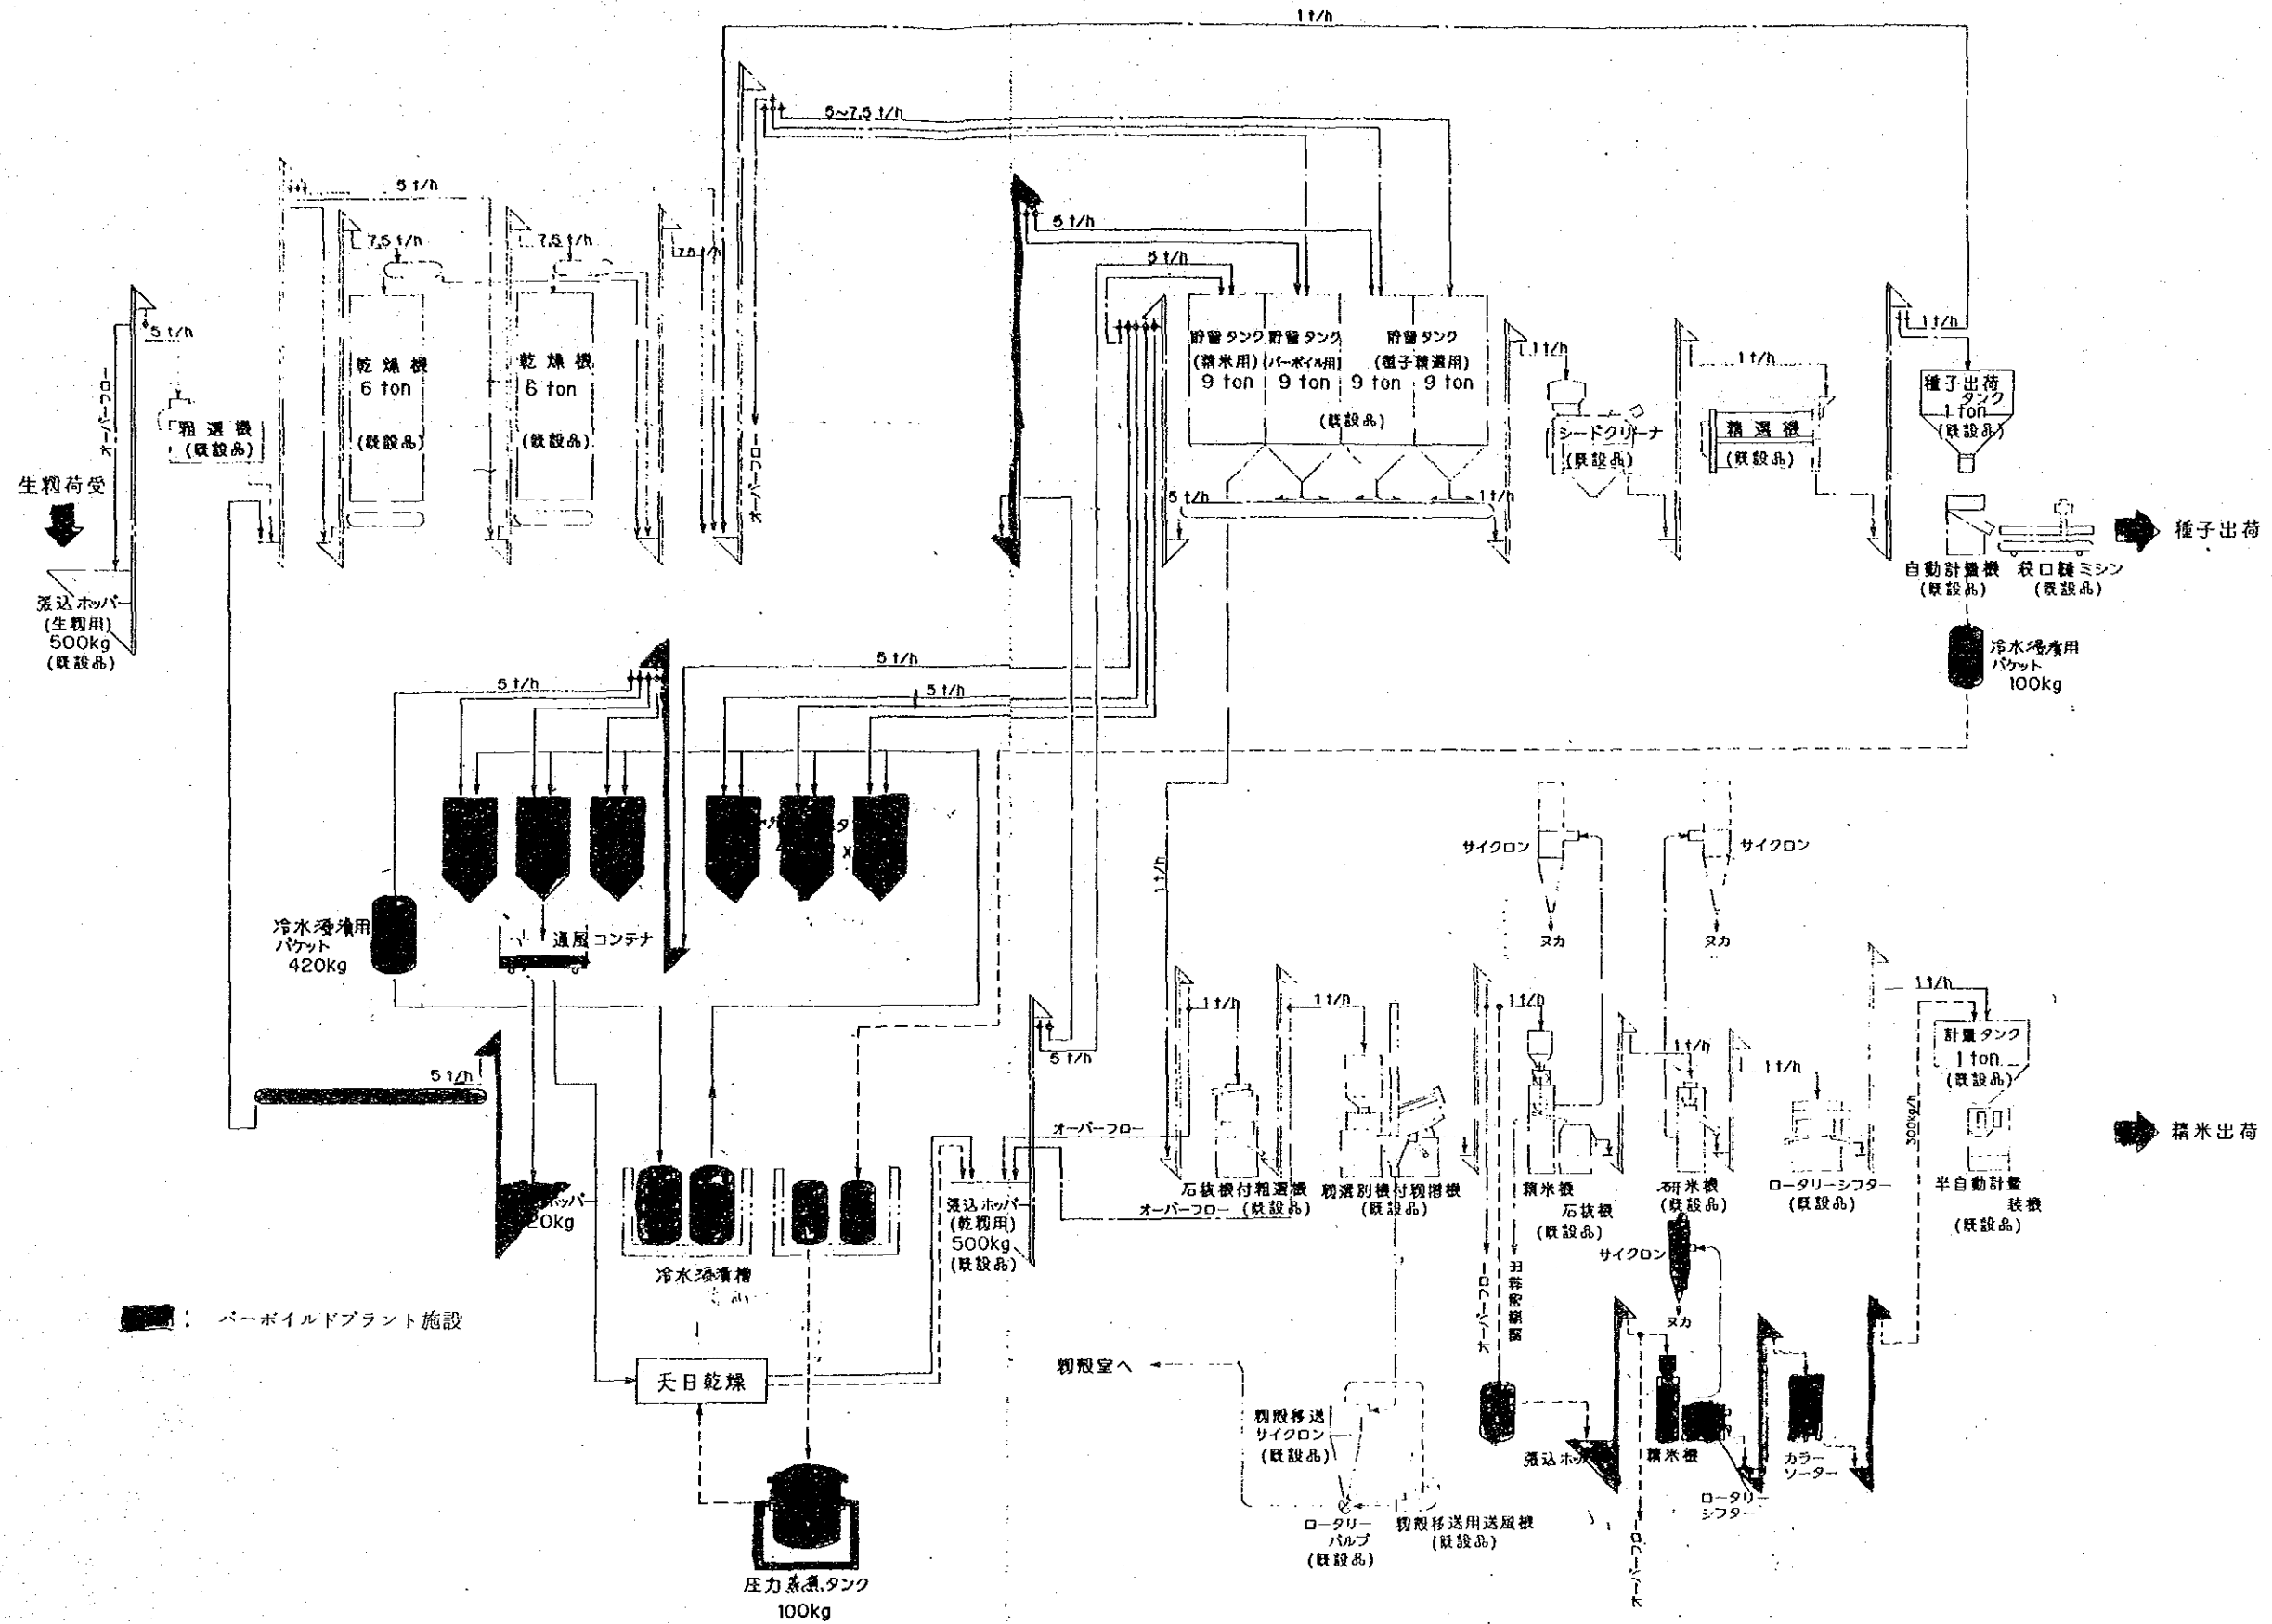 1 t/h
5~7.5 t/h
5 t/h
7.5 t/h
7.5 t/h
7.5 t/h
5 t/h
5 t/h
5 t/h
オーバーフロー
粗選機
(既設品)
乾燥機
6 ton
(既設品)
乾燥機
6 ton
(既設品)
オーバーフロー
貯留タンク
(精米用)
9 ton
貯留タンク
(パーボイル用)
9 ton
貯留タンク
(種子精選用)
9 ton
9 ton
(既設品)
5 t/h
1 t/h
1 t/h
シードクリーナ
(既設品)
1 t/h
精選機
(既設品)
1 t/h
種子出荷
タンク
1 ton
(既設品)
生籾荷受
張込ホッパー
(生籾用)
500kg
(既設品)
自動計量機
(既設品)
袋口縫ミシン
(既設品)
種子出荷
冷水浸漬用
バケット
100kg
5 t/h
5 t/h
5 t/h
タ
X
冷水浸漬用
バケット
420kg
通風コンテナ
1 t/h
サイクロン
ヌカ
サイクロン
ヌカ
5 t/h
5 t/h
1 t/h
1 t/h
1 t/h
1 t/h
1 t/h
1 t/h
300kg/h
計量タンク
1 ton
(既設品)
オーバーフロー
石抜機付粗選機
(既設品)
オーバーフロー
籾選別機付籾摺機
(既設品)
精米機
石抜機
(既設品)
研米機
(既設品)
ロータリーシフター
(既設品)
半自動計量
装機
(既設品)
精米出荷
ホッパー
20kg
冷水浸漬槽
張込ホッパー
(乾籾用)
500kg
(既設品)
: パーボイルドプラント施設
天日乾燥
圧力蒸煮タンク
100kg
籾殻室へ
籾殻移送
サイクロン
(既設品)
ロータリー
バルブ
(既設品)
籾殻移送用送風機
(既設品)
オーバーフロー
サイクロン
ヌカ
張込ホッ
精米機
ロータリー
シフター
カラー
ソーター
オーバーフロー